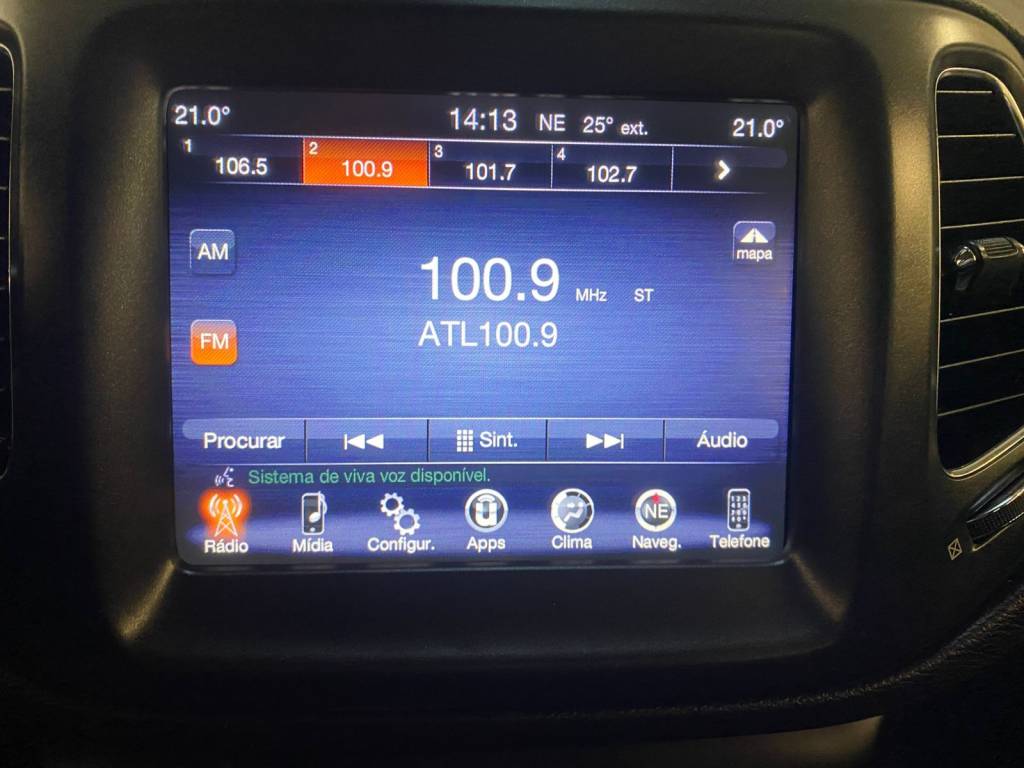 21.0° 14:13 NE 25° ext. 21.0°
1 106.5 2 100.9 3 101.7 4 102.7
AM
mapa
100.9 MHz ST
FM
ATL100.9
Procurar Sint. Áudio
Sistema de viva voz disponível.
NE
Rádio Mídia Configur. Apps Clima Naveg. Telefone